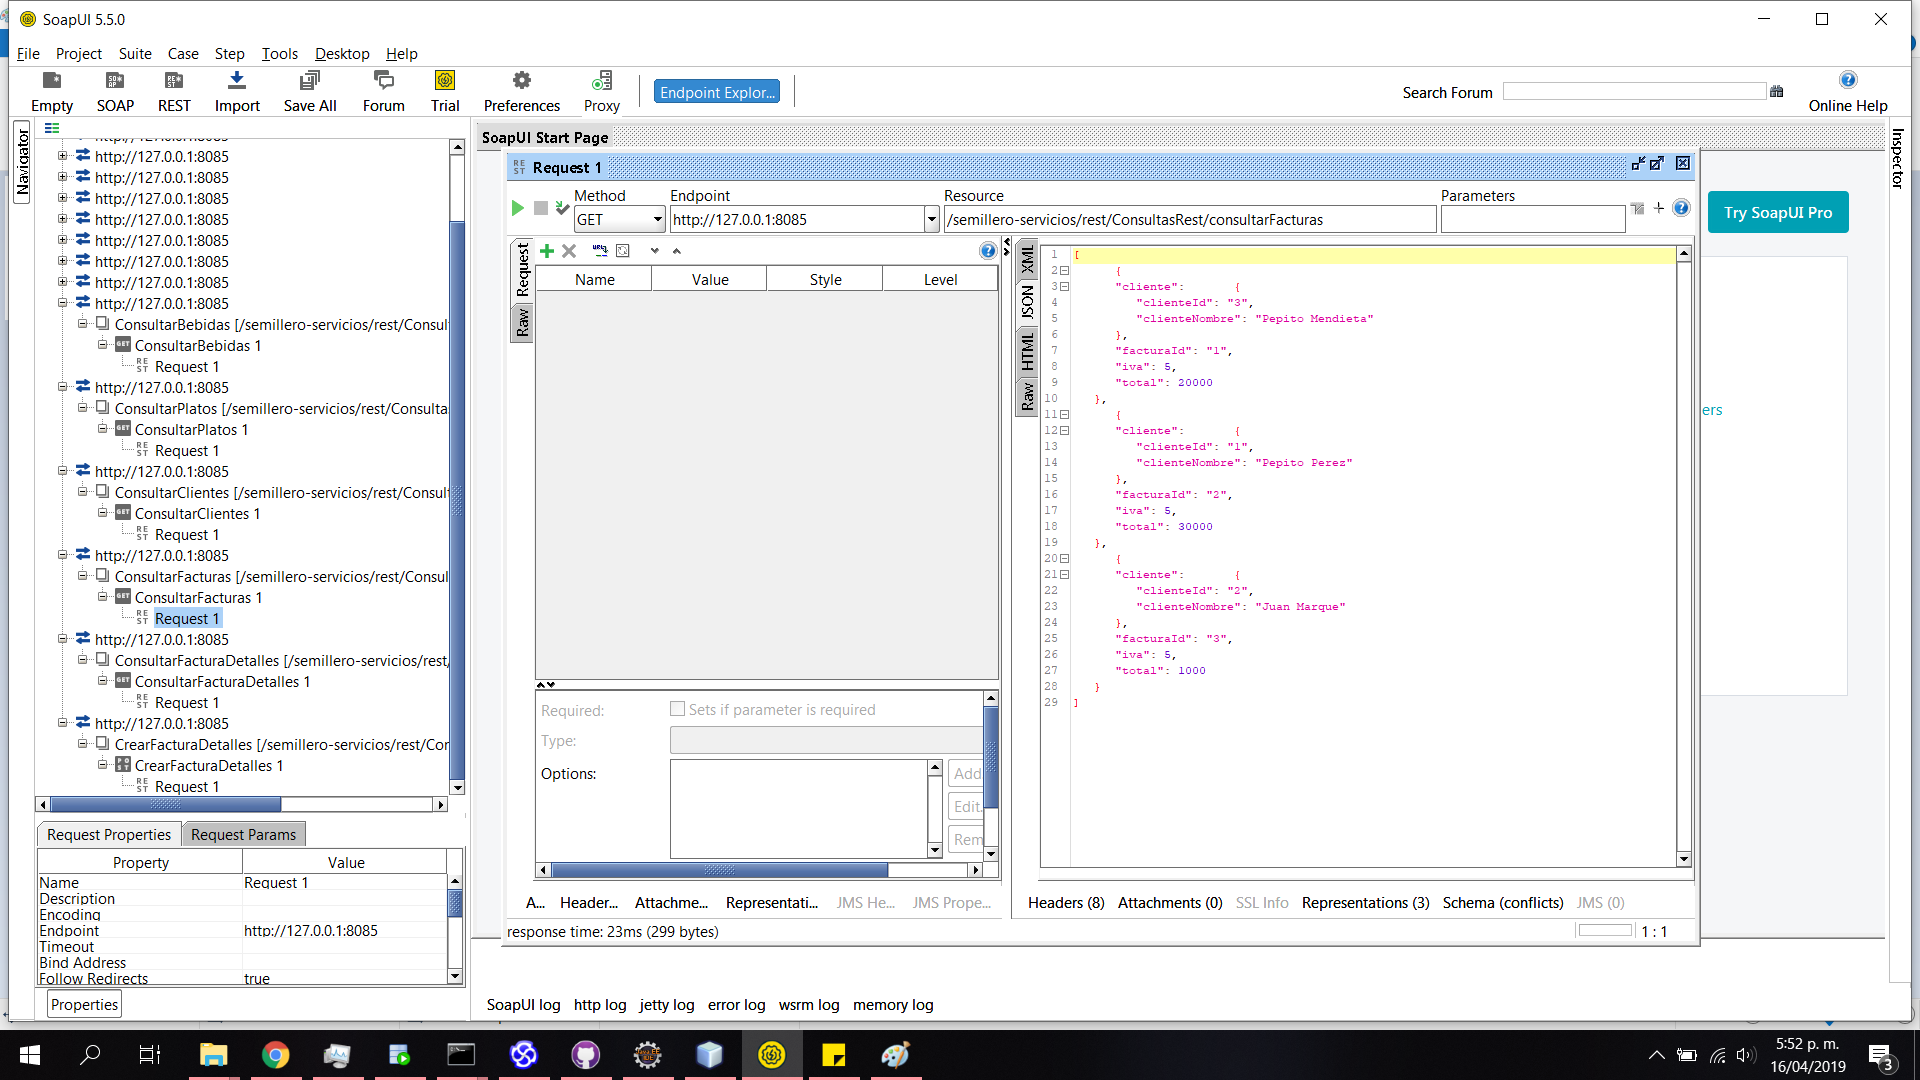 SoapUI 5.5.0
File Project Suite Case Step Tools Desktop Help
Empty SOAP REST Import Save All Forum Trial Preferences Proxy Endpoint Explor... Search Forum Online Help
Navigator
http://127.0.0.1:8085
http://127.0.0.1:8085
http://127.0.0.1:8085
http://127.0.0.1:8085
http://127.0.0.1:8085
http://127.0.0.1:8085
http://127.0.0.1:8085
http://127.0.0.1:8085
ConsultarBebidas [/semillero-servicios/rest/Consul
GET ConsultarBebidas 1
REST Request 1
http://127.0.0.1:8085
ConsultarPlatos [/semillero-servicios/rest/Consulta
GET ConsultarPlatos 1
REST Request 1
http://127.0.0.1:8085
ConsultarClientes [/semillero-servicios/rest/Consul
GET ConsultarClientes 1
REST Request 1
http://127.0.0.1:8085
ConsultarFacturas [/semillero-servicios/rest/Consul
GET ConsultarFacturas 1
REST Request 1
http://127.0.0.1:8085
ConsultarFacturaDetalles [/semillero-servicios/rest,
GET ConsultarFacturaDetalles 1
REST Request 1
http://127.0.0.1:8085
CrearFacturaDetalles [/semillero-servicios/rest/Cor
POST CrearFacturaDetalles 1
REST Request 1
Request Properties Request Params
Property Value
Name Request 1
Description
Encoding
Endpoint http://127.0.0.1:8085
Timeout
Bind Address
Follow Redirects true
Properties
SoapUI Start Page
REST Request 1
Method Endpoint Resource Parameters
GET http://127.0.0.1:8085 /semillero-servicios/rest/ConsultasRest/consultarFacturas
Request
Raw
Name Value Style Level
Required: Sets if parameter is required
Type:
Options:
Add
Edit.
Rem
A... Header... Attachme... Representati... JMS He... JMS Prope...
XML
JSON
HTML
Raw
1 [
2 {
3 "cliente": {
4 "clienteId": "3",
5 "clienteNombre": "Pepito Mendieta"
6 },
7 "facturaId": "1",
8 "iva": 5,
9 "total": 20000
10 },
11 {
12 "cliente": {
13 "clienteId": "1",
14 "clienteNombre": "Pepito Perez"
15 },
16 "facturaId": "2",
17 "iva": 5,
18 "total": 30000
19 },
20 {
21 "cliente": {
22 "clienteId": "2",
23 "clienteNombre": "Juan Marque"
24 },
25 "facturaId": "3",
26 "iva": 5,
27 "total": 1000
28 }
29 ]
Headers (8) Attachments (0) SSL Info Representations (3) Schema (conflicts) JMS (0)
response time: 23ms (299 bytes) 1 : 1
Try SoapUI Pro
ers
Inspector
SoapUI log http log jetty log error log wsrm log memory log
5:52 p. m.
16/04/2019
3